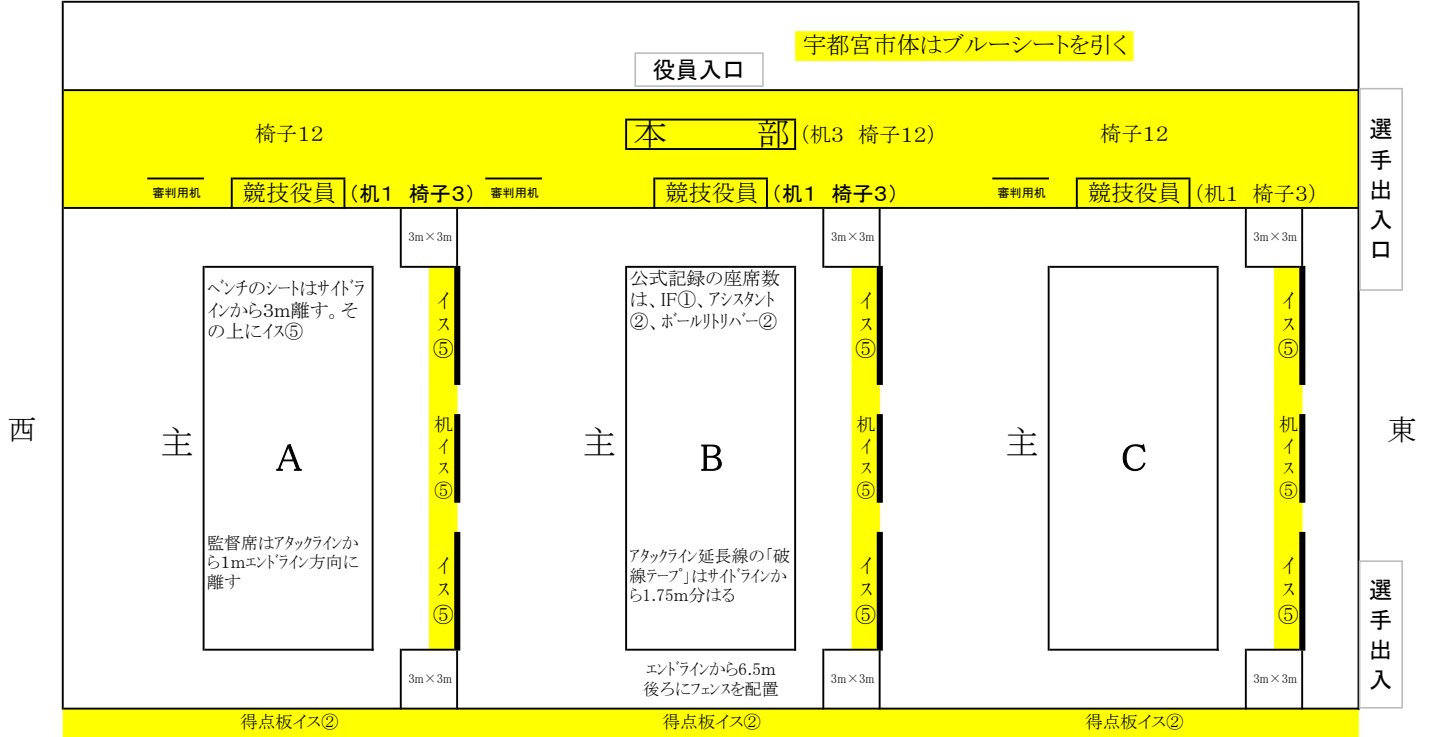 宇都宮市体はブルーシートを引く
役員入口
椅子12
本　　部 (机3 椅子12)
椅子12
審判用机 競技役員 (机1 椅子3)
審判用机 競技役員 (机1 椅子3)
審判用机 競技役員 (机1 椅子3)
選手出入口
3m×3m
3m×3m
3m×3m
ベンチのシートはサイドラ
インから3m離す。そ
の上にイス⑤
イス⑤
公式記録の座席数
は、IF①、アシスタント
②、ボールリトリバー②
イス⑤
イス⑤
西
主
A
机イス⑤
主
B
机イス⑤
主
C
机イス⑤
東
監督席はアタックラインか
ら1mエンドライン方向に
離す
イス⑤
アタックライン延長線の「破
線テープ」はサイドラインか
ら1.75m分はる
イス⑤
イス⑤
選手出入
3m×3m
エンドラインから6.5m
後ろにフェンスを配置
3m×3m
3m×3m
得点板イス②
得点板イス②
得点板イス②